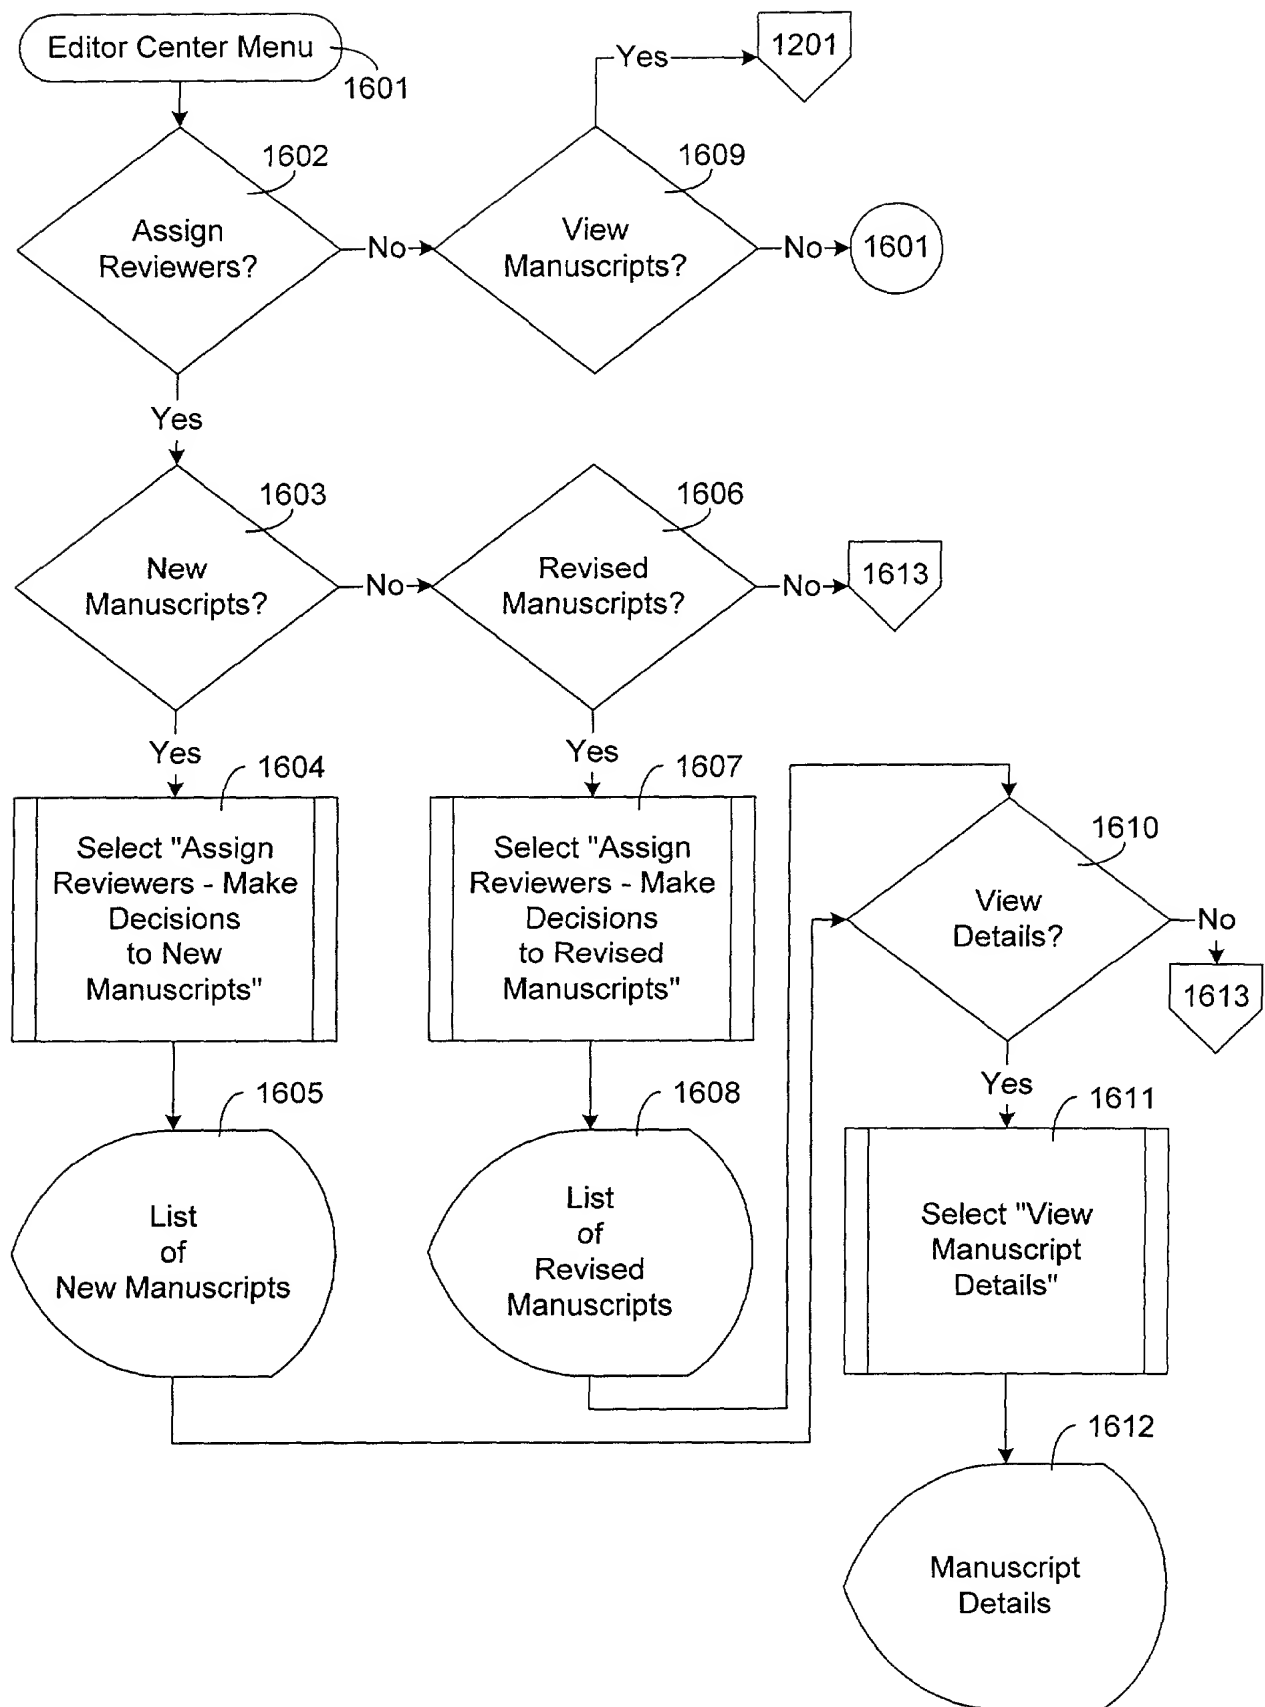 Editor Center Menu
1601
Yes
1201
1602
Assign
Reviewers?
No
1609
View
Manuscripts?
No
1601
Yes
1603
New
Manuscripts?
No
1606
Revised
Manuscripts?
No
1613
Yes
1604
Select "Assign
Reviewers - Make
Decisions
to New
Manuscripts"
Yes
1607
Select "Assign
Reviewers - Make
Decisions
to Revised
Manuscripts"
1610
View
Details?
No
1613
1605
List
of
New Manuscripts
1608
List
of
Revised
Manuscripts
Yes
1611
Select "View
Manuscript
Details"
1612
Manuscript
Details